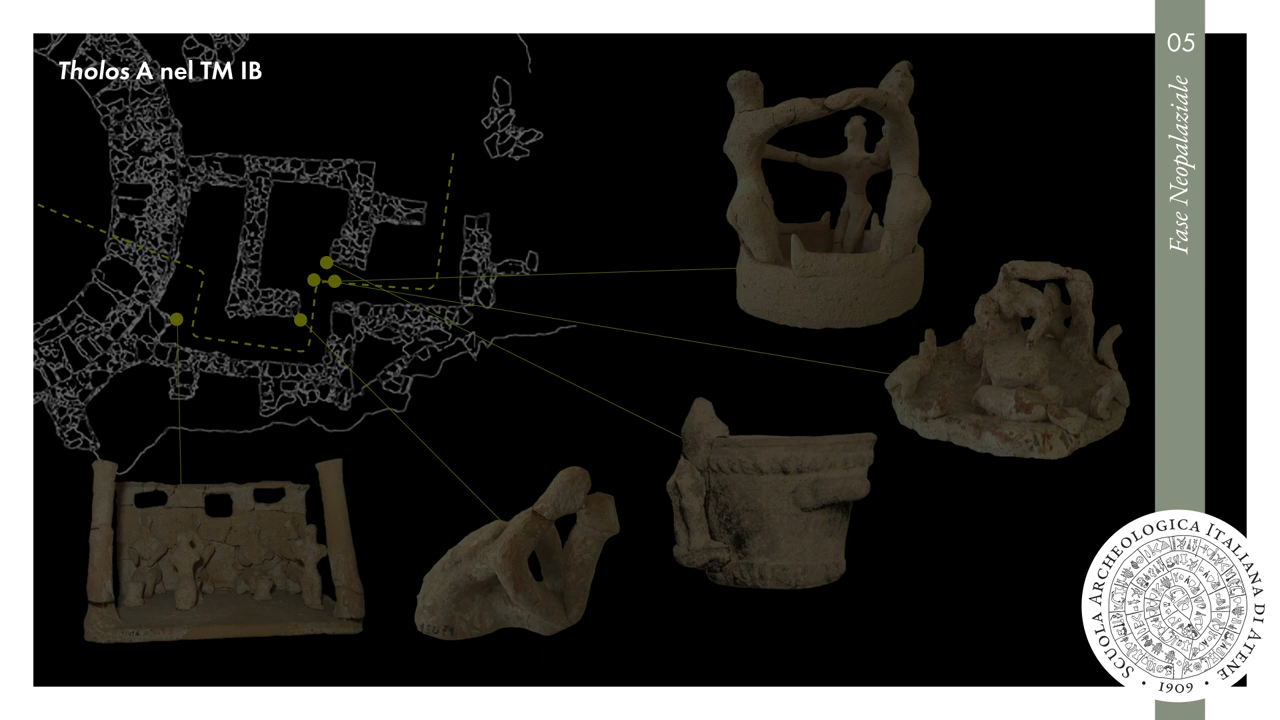 Tholos A nel TM IB
05
Fase Neopalaziale
SCUOLA ARCHEOLOGICA ITALIANA DI ATENE
• 1909 •